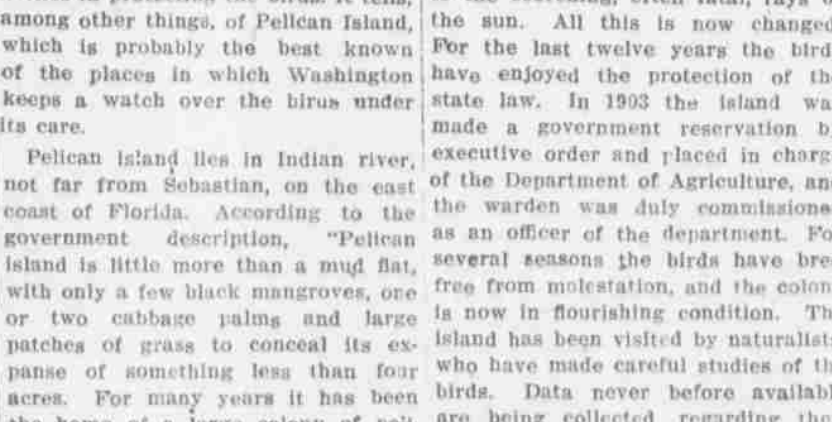 among other things, of Pelican Island,
which is probably the best known
of the places in which Washington
keeps a watch over the birus under
its care.
Pelican island lies in Indian river,
not far from Sebastian, on the east
coast of Florida. According to the
government description, "Pelican
island is little more than a mud flat,
with only a few black mangroves, one
or two cabbage palms and large
patches of grass to conceal its ex-
panse of something less than four
acres. For many years it has been
the sun. All this is now changed
For the last twelve years the bird
have enjoyed the protection of th
state law. In 1903 the island wa
made a government reservation b
executive order and placed in charg
of the Department of Agriculture, an
the warden was duly commissione
as an officer of the department. Fo
several seasons the birds have bre
free from molestation, and the colon
is now in flourishing condition. Th
island has been visited by naturalist
who have made careful studies of th
birds. Data never before availabl
are being collected regarding the